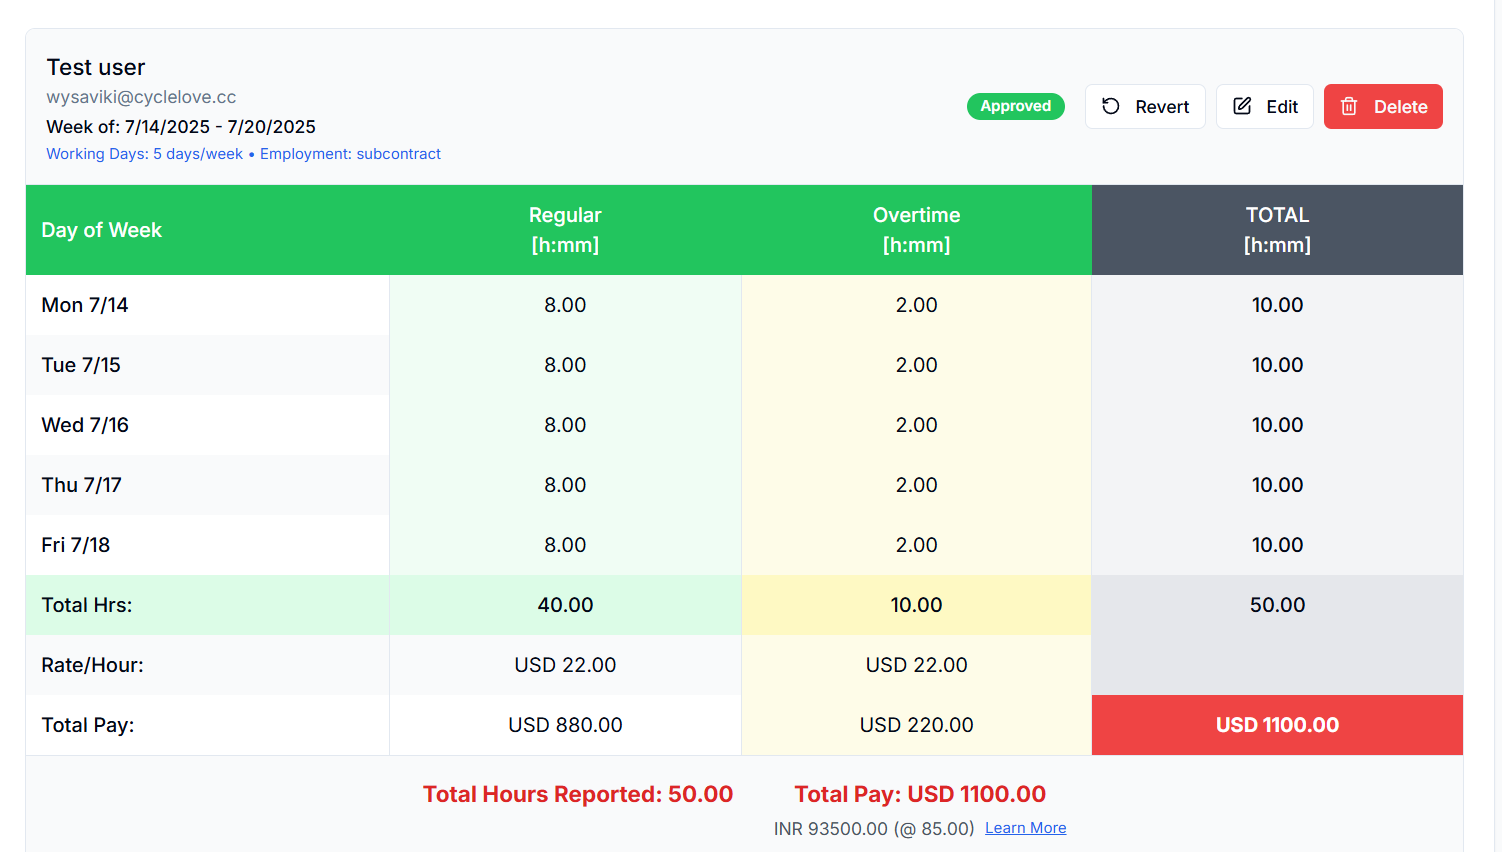 Test user
wysaviki@cyclelove.cc
Week of: 7/14/2025 - 7/20/2025
Working Days: 5 days/week • Employment: subcontract
Approved
Revert
Edit
Delete
Day of Week
Regular
[h:mm]
Overtime
[h:mm]
TOTAL
[h:mm]
Mon 7/14 8.00 2.00 10.00
Tue 7/15 8.00 2.00 10.00
Wed 7/16 8.00 2.00 10.00
Thu 7/17 8.00 2.00 10.00
Fri 7/18 8.00 2.00 10.00
Total Hrs: 40.00 10.00 50.00
Rate/Hour: USD 22.00 USD 22.00
Total Pay: USD 880.00 USD 220.00 USD 1100.00
Total Hours Reported: 50.00 Total Pay: USD 1100.00
INR 93500.00 (@ 85.00) Learn More